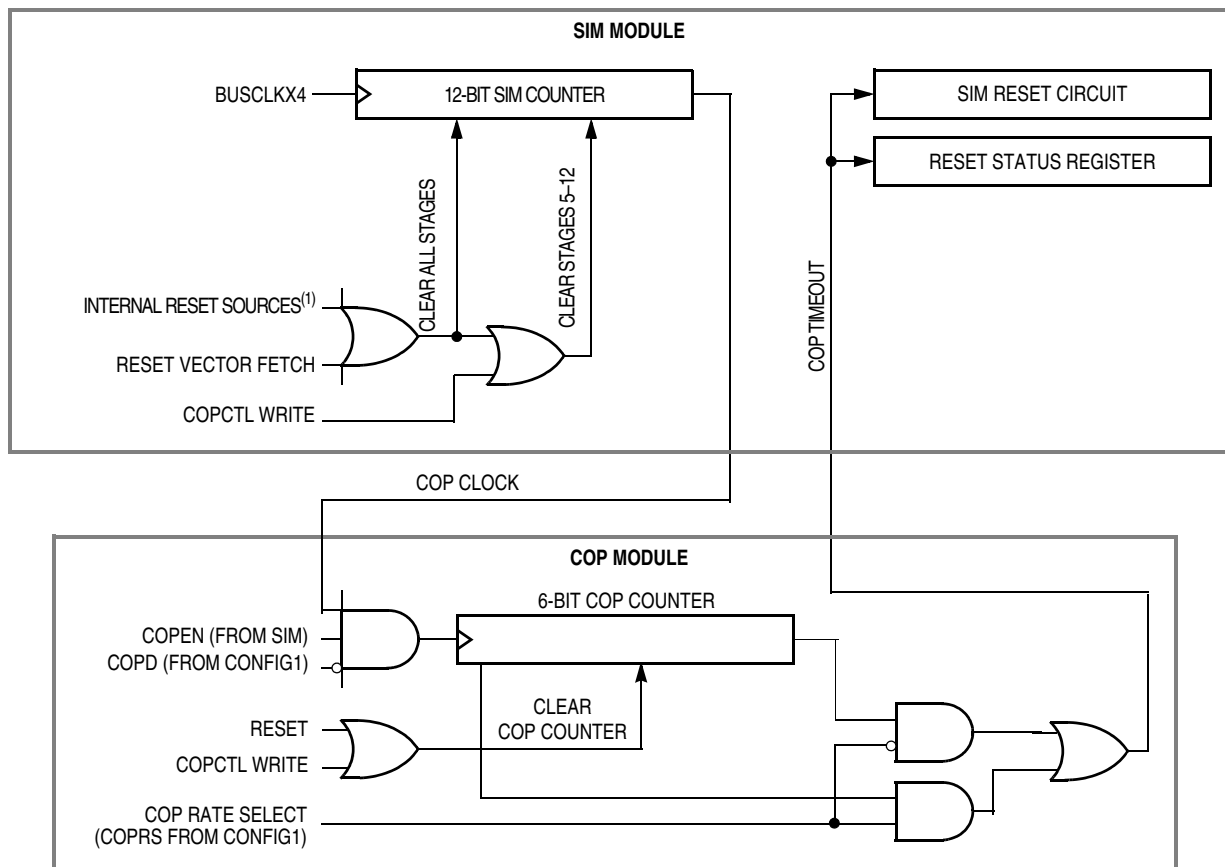 SIM MODULE
BUSCLKX4
12-BIT SIM COUNTER
SIM RESET CIRCUIT
RESET STATUS REGISTER
CLEAR ALL STAGES
CLEAR STAGES 5–12
COP TIMEOUT
INTERNAL RESET SOURCES(1)
RESET VECTOR FETCH
COPCTL WRITE
COP CLOCK
COP MODULE
6-BIT COP COUNTER
COPEN (FROM SIM)
COPD (FROM CONFIG1)
CLEAR
COP COUNTER
RESET
COPCTL WRITE
COP RATE SELECT
(COPRS FROM CONFIG1)